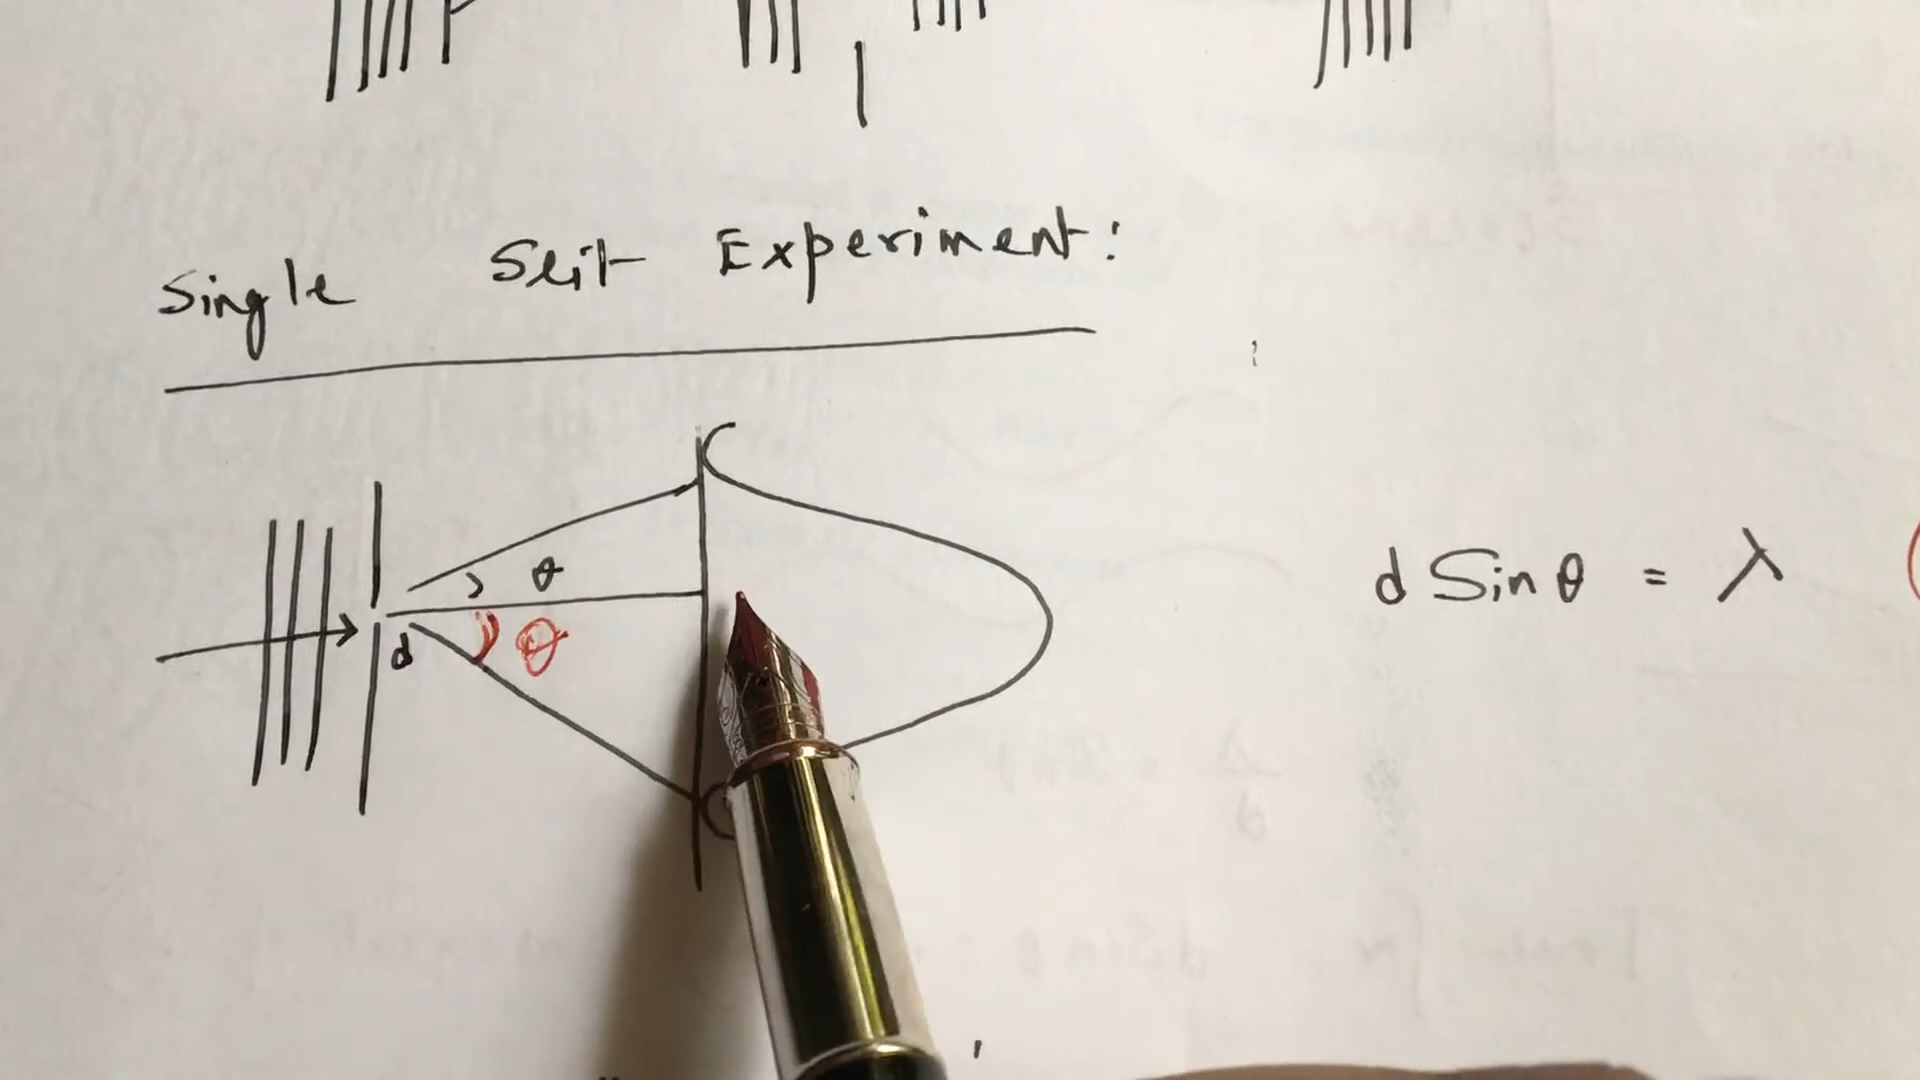 Single Slit Experiment:
θ
d Sin θ = λ
d
θ